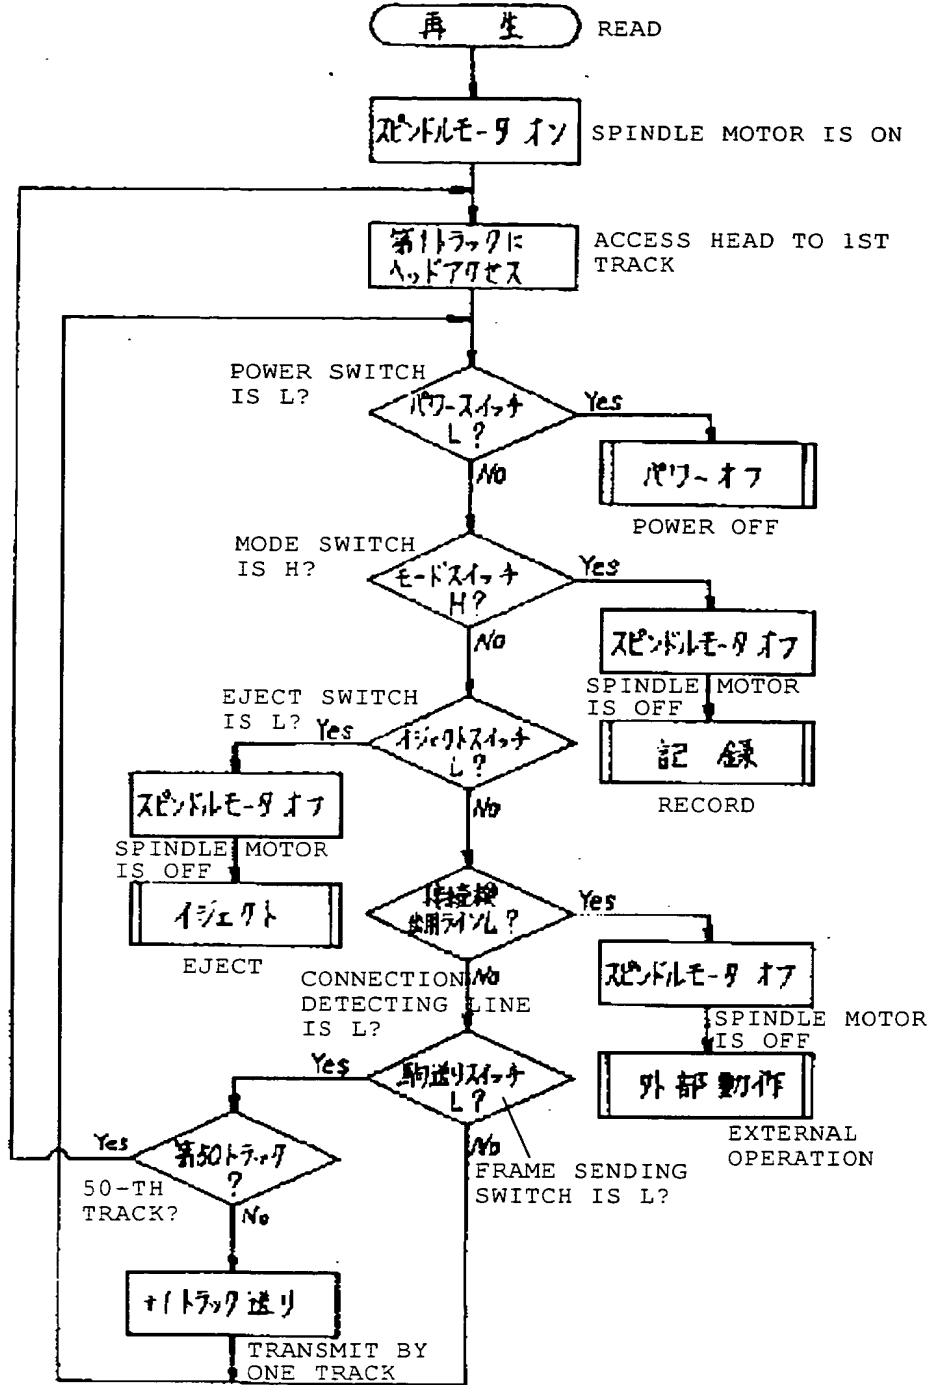 再 生
READ
スピンドルモータ オン
SPINDLE MOTOR IS ON
第1トラックに
ヘッドアクセス
ACCESS HEAD TO 1ST
TRACK
POWER SWITCH
IS L?
パワースイッチ
L?
Yes
No
パワーオフ
POWER OFF
MODE SWITCH
IS H?
モードスイッチ
H?
Yes
No
スピンドルモータ オフ
SPINDLE MOTOR
IS OFF
記 録
RECORD
EJECT SWITCH
IS L?
Yes
イジェクトスイッチ
L?
No
スピンドルモータ オフ
SPINDLE MOTOR
IS OFF
イジェクト
EJECT
接続検
出用ラインL?
Yes
No
CONNECTION
DETECTING LINE
IS L?
スピンドルモータ オフ
SPINDLE MOTOR
IS OFF
外部動作
EXTERNAL
OPERATION
Yes
駒送りスイッチ
L?
No
FRAME SENDING
SWITCH IS L?
Yes
第50トラック
?
50-TH
TRACK?
No
+1トラック送り
TRANSMIT BY
ONE TRACK